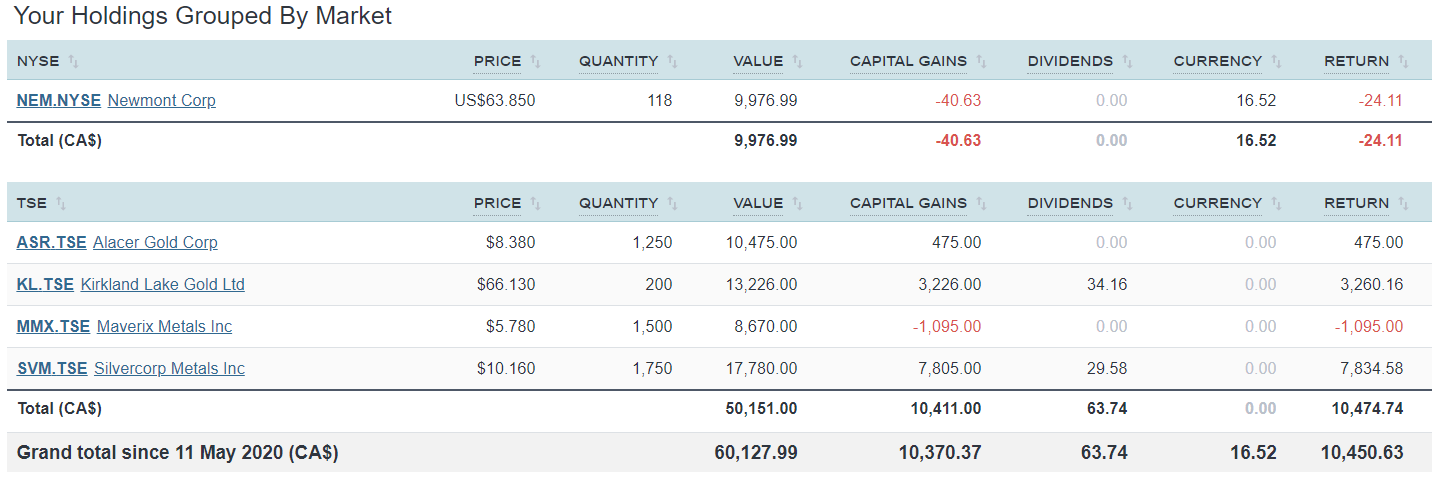 Your Holdings Grouped By Market
NYSE PRICE QUANTITY VALUE CAPITAL GAINS DIVIDENDS CURRENCY RETURN
NEM.NYSE Newmont Corp US$63.850 118 9,976.99 -40.63 0.00 16.52 -24.11
Total (CA$) 9,976.99 -40.63 0.00 16.52 -24.11
TSE PRICE QUANTITY VALUE CAPITAL GAINS DIVIDENDS CURRENCY RETURN
ASR.TSE Alacer Gold Corp $8.380 1,250 10,475.00 475.00 0.00 0.00 475.00
KL.TSE Kirkland Lake Gold Ltd $66.130 200 13,226.00 3,226.00 34.16 0.00 3,260.16
MMX.TSE Maverix Metals Inc $5.780 1,500 8,670.00 -1,095.00 0.00 0.00 -1,095.00
SVM.TSE Silvercorp Metals Inc $10.160 1,750 17,780.00 7,805.00 29.58 0.00 7,834.58
Total (CA$) 50,151.00 10,411.00 63.74 0.00 10,474.74
Grand total since 11 May 2020 (CA$) 60,127.99 10,370.37 63.74 16.52 10,450.63